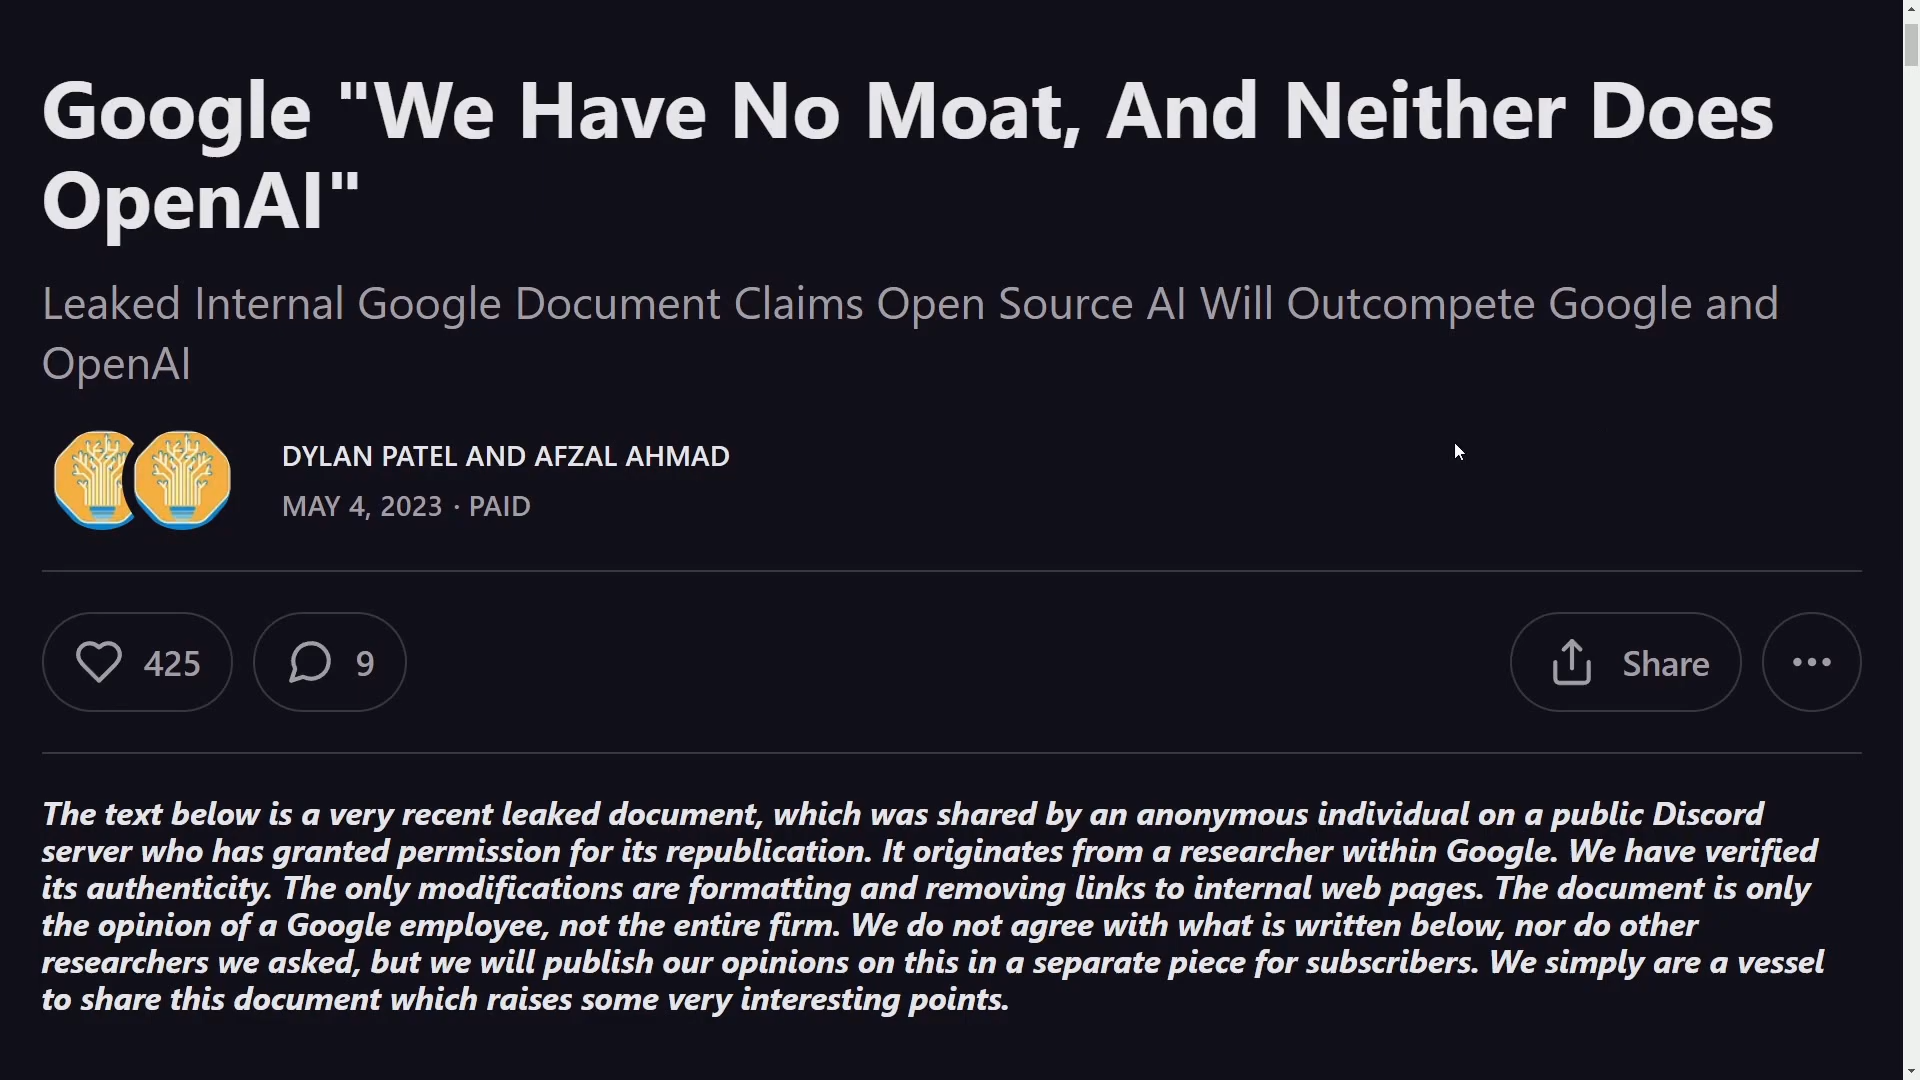 Google "We Have No Moat, And Neither Does
OpenAI"
Leaked Internal Google Document Claims Open Source AI Will Outcompete Google and
OpenAI
DYLAN PATEL AND AFZAL AHMAD
MAY 4, 2023 · PAID
425
9
Share
The text below is a very recent leaked document, which was shared by an anonymous individual on a public Discord
server who has granted permission for its republication. It originates from a researcher within Google. We have verified
its authenticity. The only modifications are formatting and removing links to internal web pages. The document is only
the opinion of a Google employee, not the entire firm. We do not agree with what is written below, nor do other
researchers we asked, but we will publish our opinions on this in a separate piece for subscribers. We simply are a vessel
to share this document which raises some very interesting points.